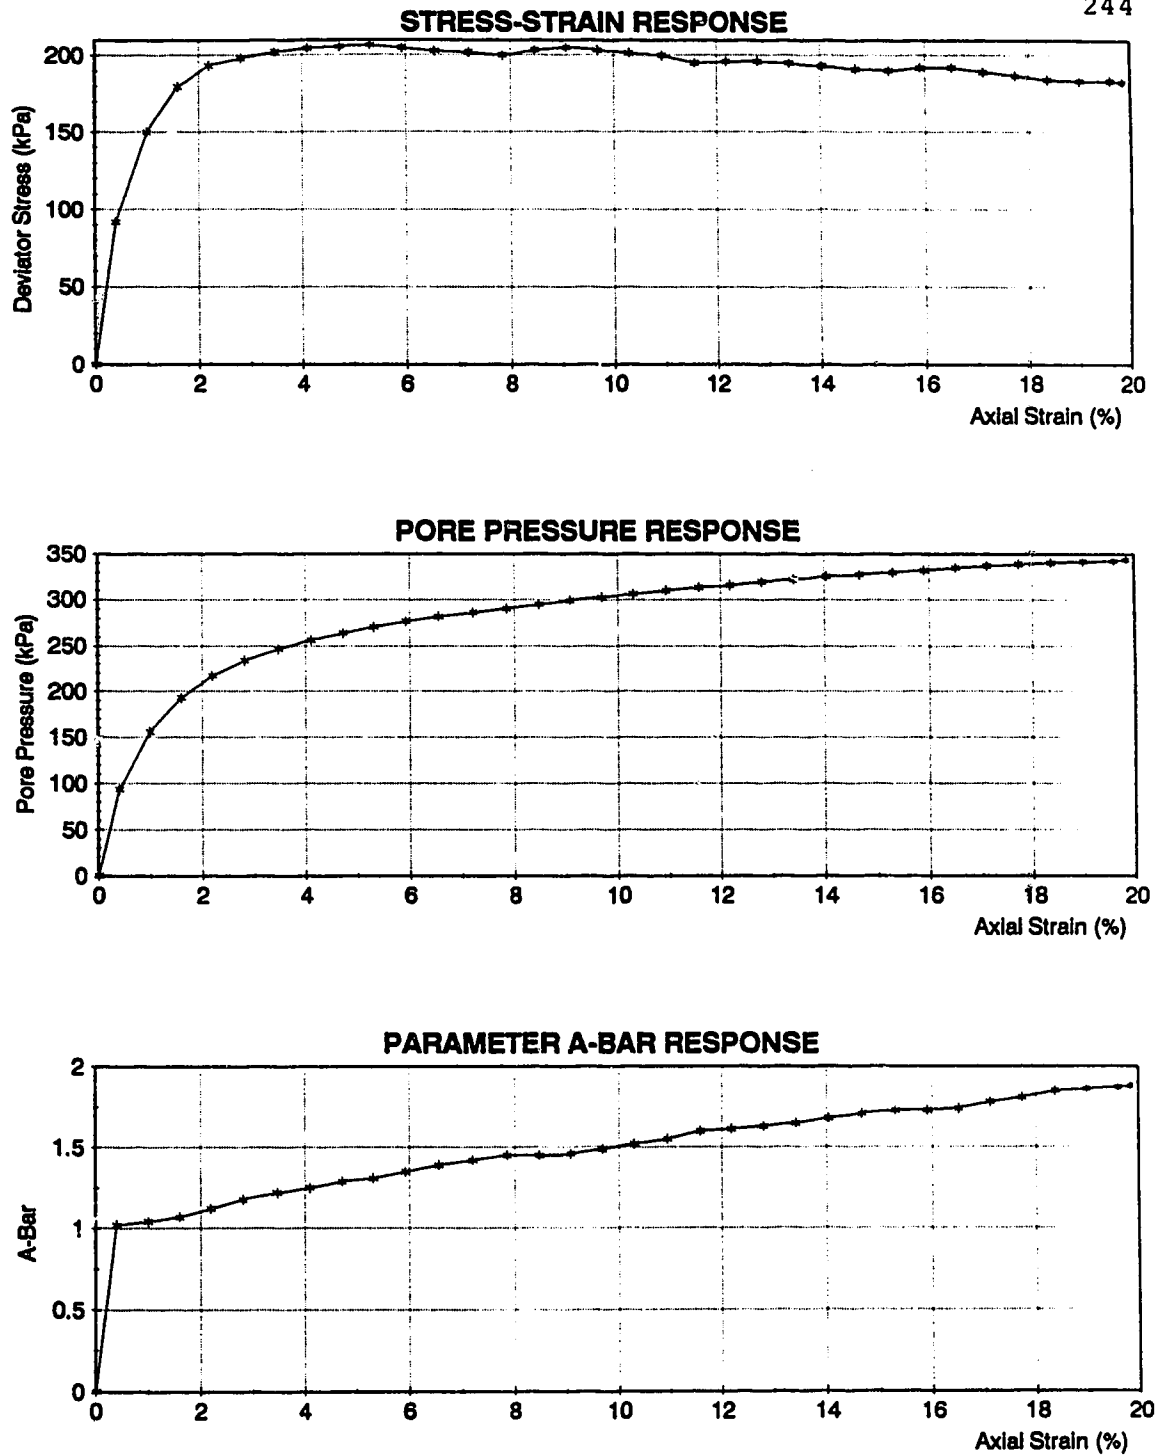 244
STRESS-STRAIN RESPONSE
200
150
100
50
0
Deviator Stress (kPa)
0 2 4 6 8 10 12 14 16 18 20
Axial Strain (%)
PORE PRESSURE RESPONSE
350
300
250
200
150
100
50
0
Pore Pressure (kPa)
0 2 4 6 8 10 12 14 16 18 20
Axial Strain (%)
PARAMETER A-BAR RESPONSE
2
1.5
1
0.5
0
A-Bar
0 2 4 6 8 10 12 14 16 18 20
Axial Strain (%)